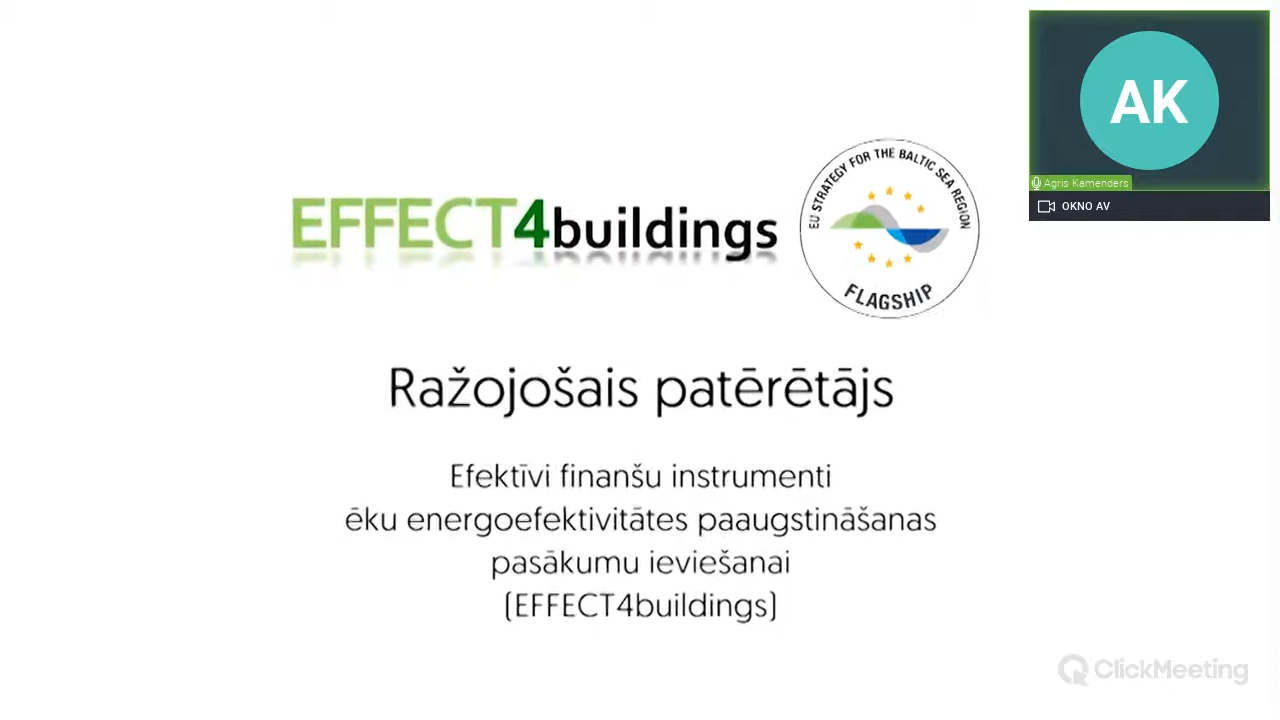 AK
Agris Kamenders
OKNO AV
EFFECT4buildings
EU STRATEGY FOR THE BALTIC SEA REGION
FLAGSHIP
Ražojošais patērētājs
Efektīvi finanšu instrumenti
ēku energoefektivitātes paaugstināšanas
pasākumu ieviešanai
(EFFECT4buildings)
ClickMeeting